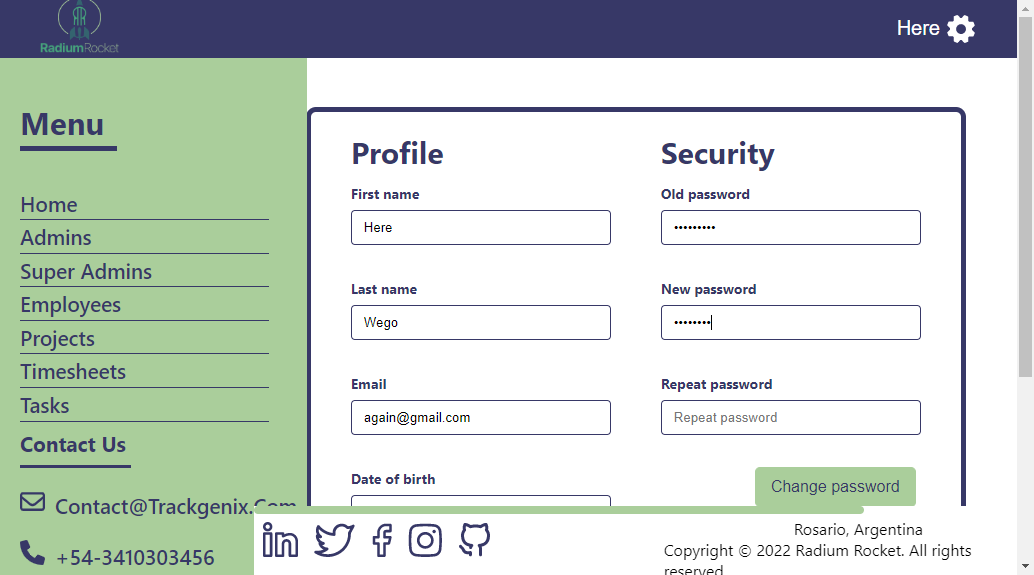 RadiumRocket
Here
Menu
Home
Admins
Super Admins
Employees
Projects
Timesheets
Tasks
Contact Us
Contact@Trackgenix.Com
+54-3410303456
Profile
First name
Here
Last name
Wego
Email
again@gmail.com
Date of birth
Security
Old password
•••••••••
New password
••••••••
Repeat password
Repeat password
Change password
in
Rosario, Argentina
Copyright © 2022 Radium Rocket. All rights
reserved